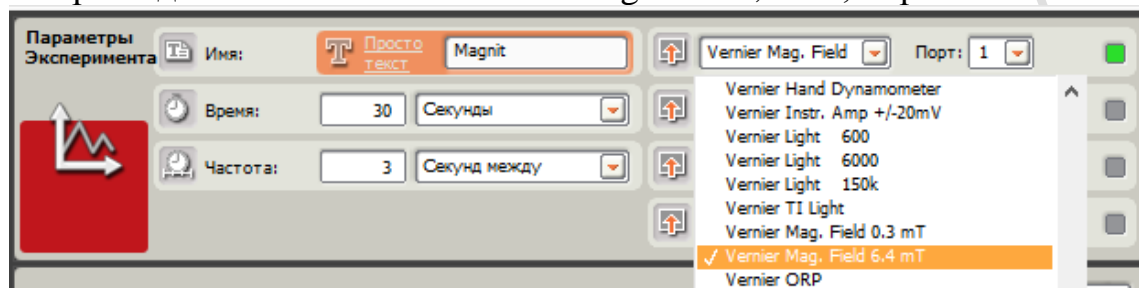 Параметры
Эксперимента
Имя:
Просто
текст
Magnit
Vernier Mag. Field
Порт: 1
Время:
30
Секунды
Частота:
3
Секунд между
Vernier Hand Dynamometer
Vernier Instr. Amp +/-20mV
Vernier Light 600
Vernier Light 6000
Vernier Light 150k
Vernier TI Light
Vernier Mag. Field 0.3 mT
✓ Vernier Mag. Field 6.4 mT
Vernier ORP